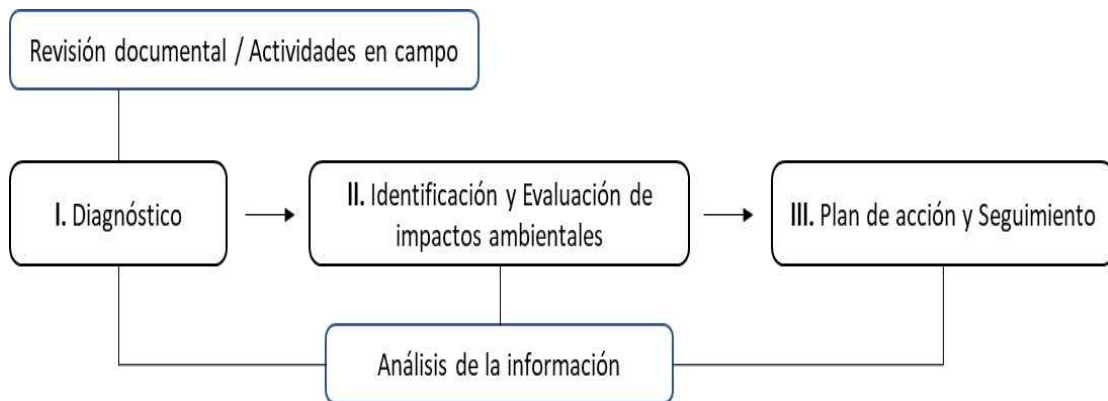 Revisión documental / Actividades en campo
I. Diagnóstico
II. Identificación y Evaluación de
impactos ambientales
III. Plan de acción y Seguimiento
Análisis de la información